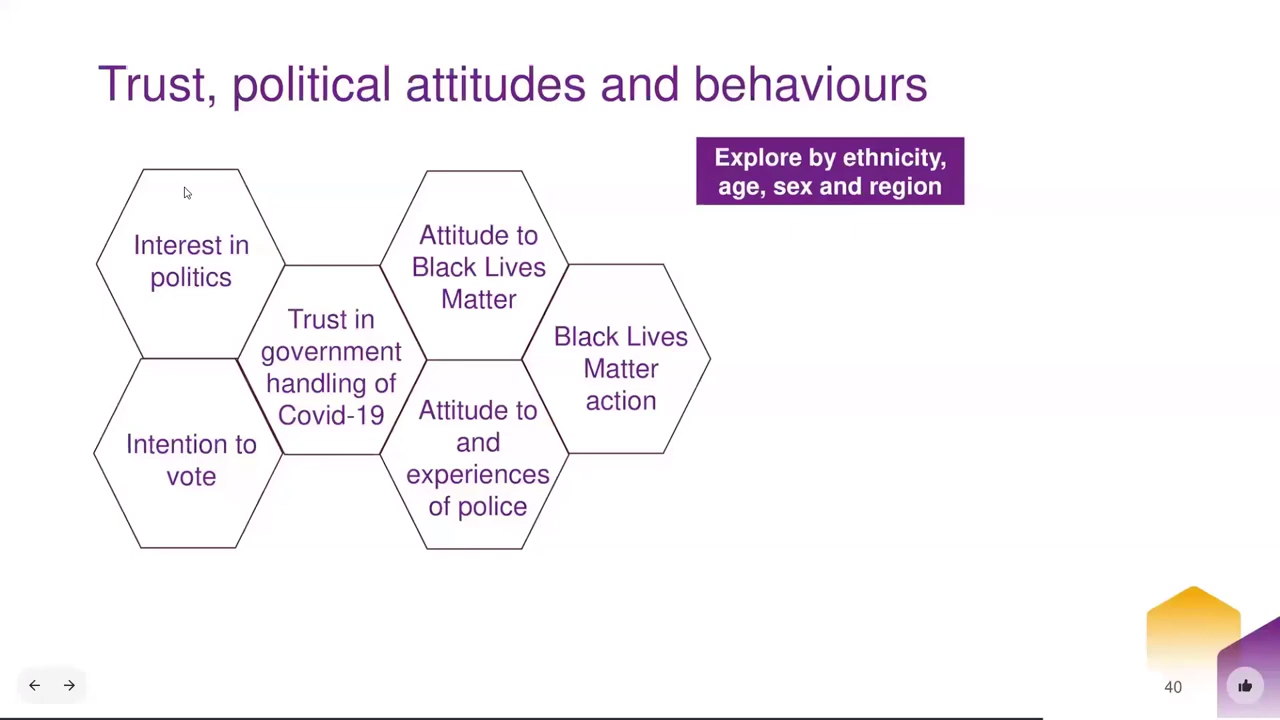 Trust, political attitudes and behaviours
Explore by ethnicity,
age, sex and region
Interest in
politics
Attitude to
Black Lives
Matter
Trust in
government
handling of
Covid-19
Black Lives
Matter
action
Intention to
vote
Attitude to
and
experiences
of police
40